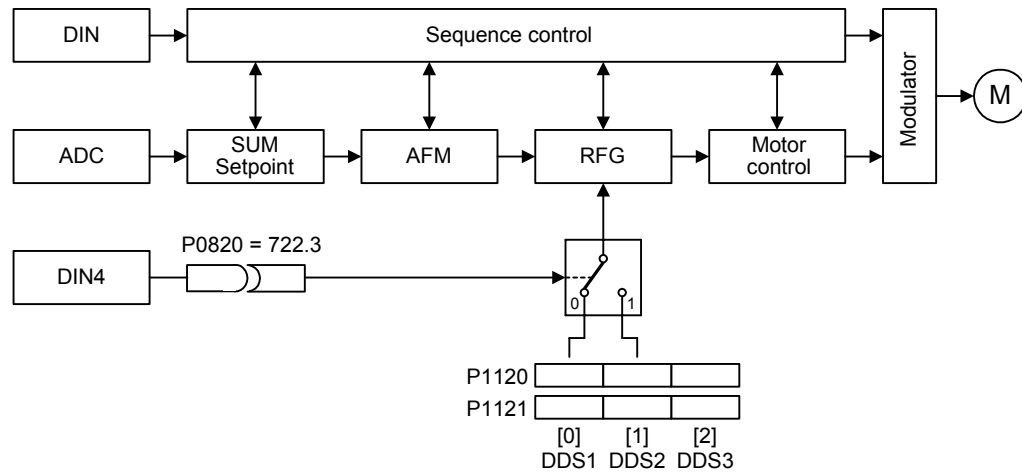 DIN
Sequence control
Modulator
M
ADC
SUM
Setpoint
AFM
RFG
Motor
control
P0820 = 722.3
DIN4
0
1
P1120
P1121
[0] [1] [2]
DDS1 DDS2 DDS3